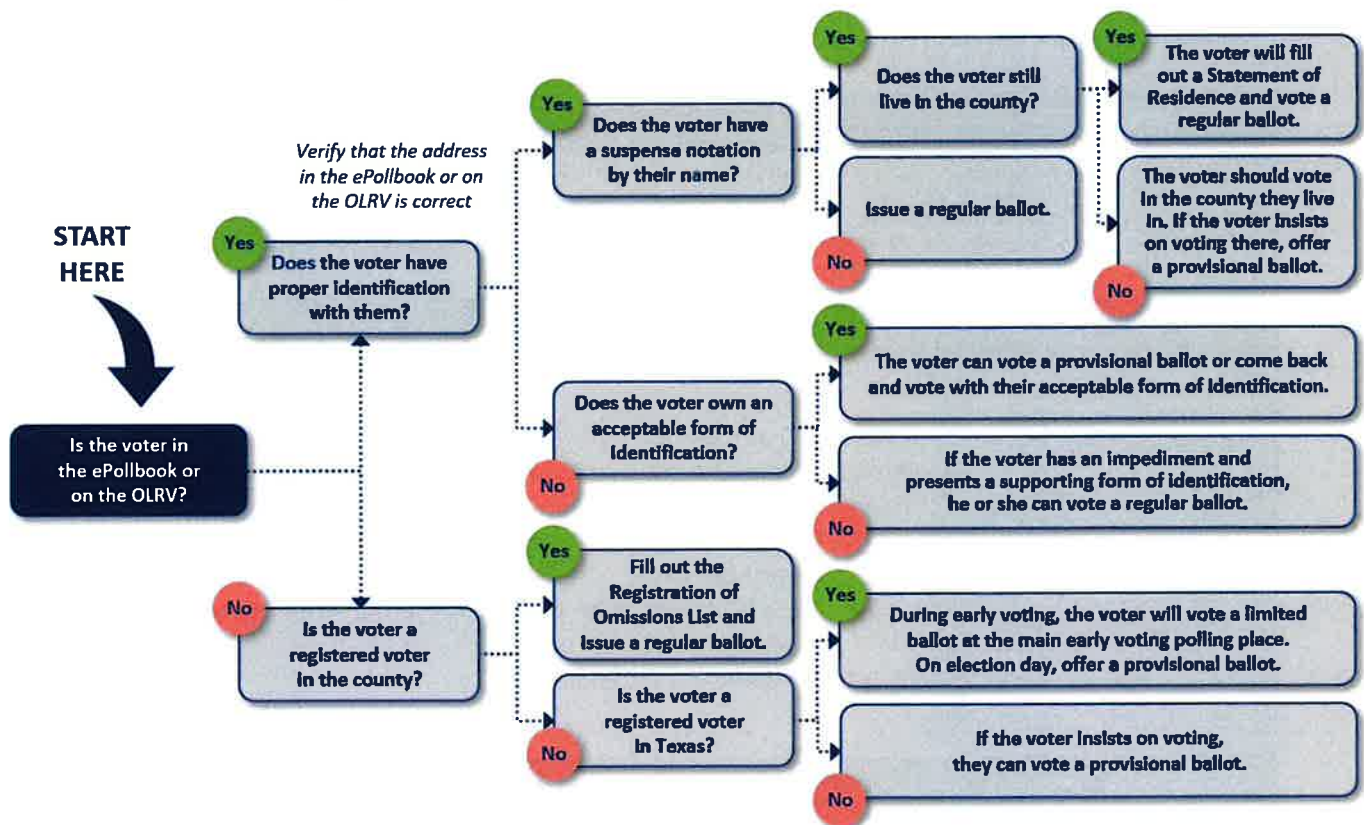 START
HERE
Is the voter in
the ePollbook or
on the OLRV?
Verify that the address
in the ePollbook or on
the OLRV is correct
Yes
Does the voter have
proper identification
with them?
Yes
Does the voter have
a suspense notation
by their name?
Yes
Does the voter still
live in the county?
Yes
The voter will fill
out a Statement of
Residence and vote a
regular ballot.
The voter should vote
in the county they live
in. If the voter insists
on voting there, offer
a provisional ballot.
No
Issue a regular ballot.
No
Does the voter own an
acceptable form of
identification?
No
Yes
The voter can vote a provisional ballot or come back
and vote with their acceptable form of identification.
If the voter has an impediment and
presents a supporting form of identification,
he or she can vote a regular ballot.
No
No
Is the voter a
registered voter
in the county?
Yes
Fill out the
Registration of
Omissions List and
issue a regular ballot.
Is the voter a
registered voter
in Texas?
No
Yes
During early voting, the voter will vote a limited
ballot at the main early voting polling place.
On election day, offer a provisional ballot.
If the voter insists on voting,
they can vote a provisional ballot.
No